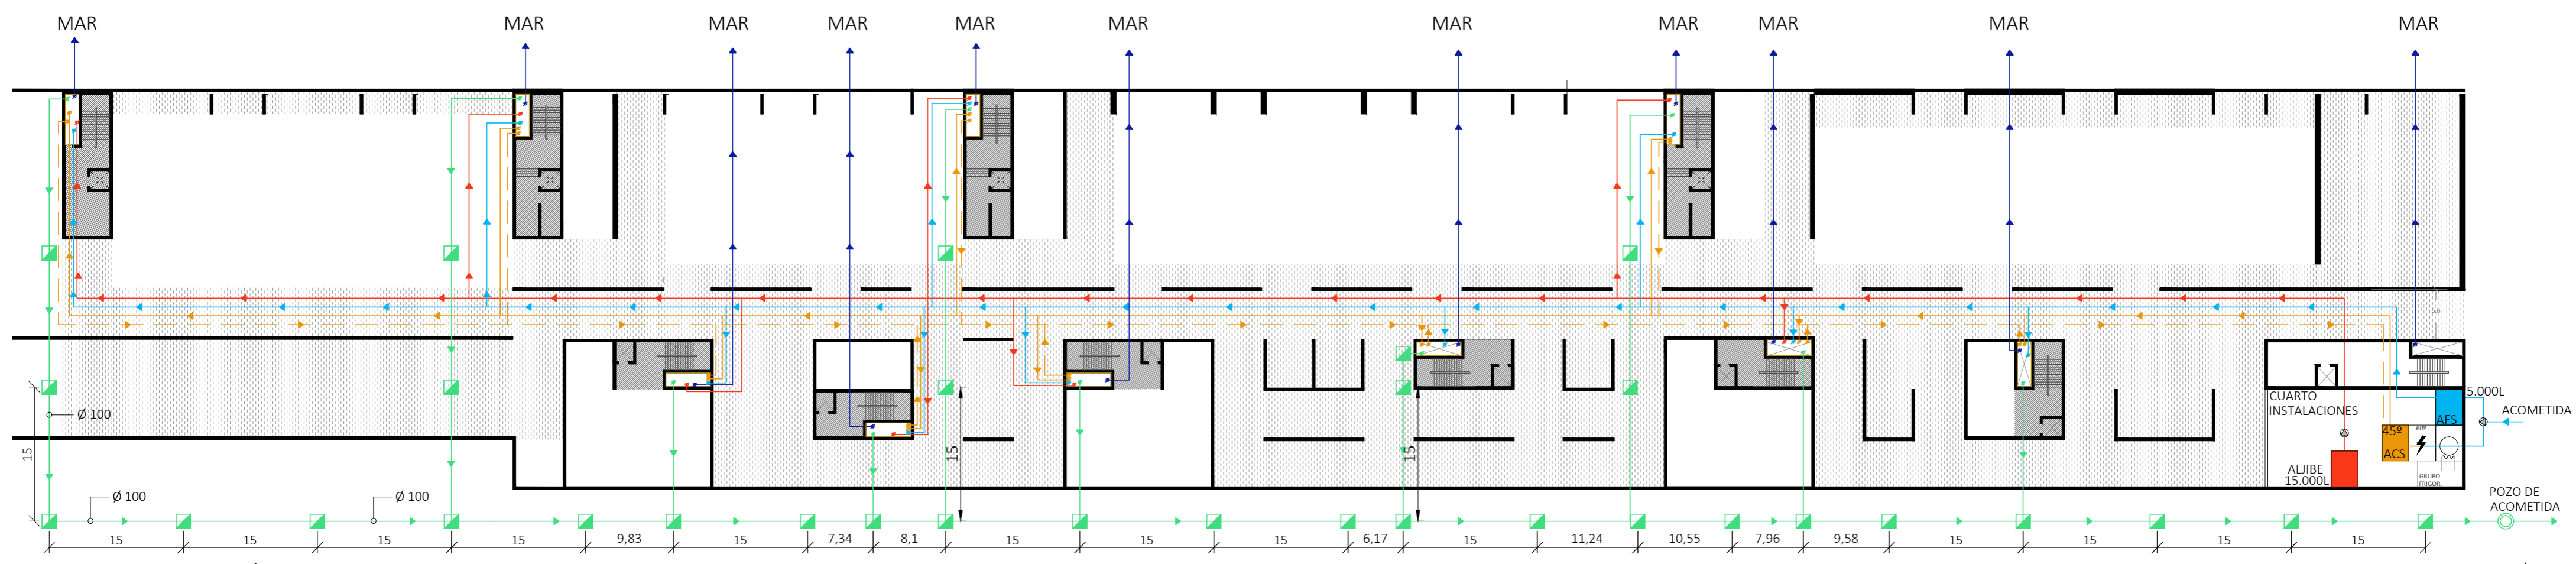 MAR MAR MAR MAR MAR MAR MAR MAR MAR MAR MAR
CUARTO
INSTALACIONES
5.000L
ACOMETIDA
AFS
45º
60º
ACS
ALJIBE
15.000L
GRUPO
FRIGOR.
POZO DE
ACOMETIDA
Ø 100
15
Ø 100
Ø 100
15
15
15 15 15 15 9,83 15 7,34 8,1 15 15 15 6,17 15 11,24 10,55 7,96 9,58 15 15 15 15